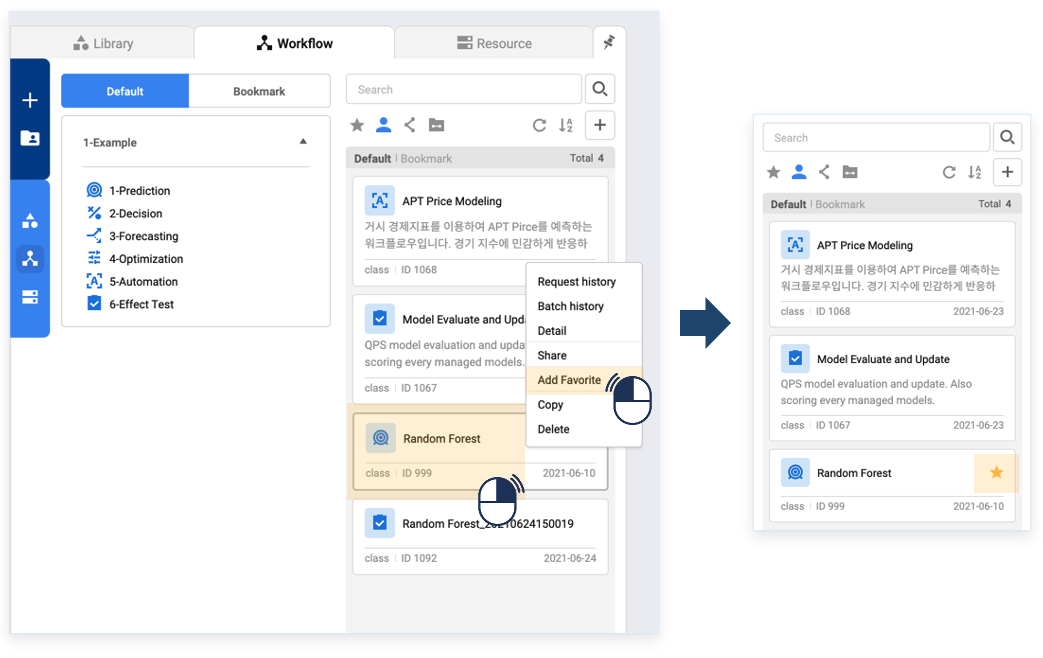 Library
Workflow
Resource
Default
Bookmark
1-Example
1-Prediction
2-Decision
3-Forecasting
4-Optimization
5-Automation
6-Effect Test
Search
Default | Bookmark
Total 4
APT Price Modeling
거시 경제지표를 이용하여 APT Pirce를 예측하는
워크플로우입니다. 경기 지수에 민감하게 반응하
class | ID 1068
Model Evaluate and Upda
QPS model evaluation and upda
scoring every managed models.
class | ID 1067
Random Forest
class | ID 999
2021-06-10
Random Forest_20210624150019
class | ID 1092
2021-06-24
Request history
Batch history
Detail
Share
Add Favorite
Copy
Delete
Search
Default | Bookmark
Total 4
APT Price Modeling
거시 경제지표를 이용하여 APT Pirce를 예측하는
워크플로우입니다. 경기 지수에 민감하게 반응하
class | ID 1068
2021-06-23
Model Evaluate and Update
QPS model evaluation and update. Also
scoring every managed models.
class | ID 1067
2021-06-23
Random Forest
class | ID 999
2021-06-10